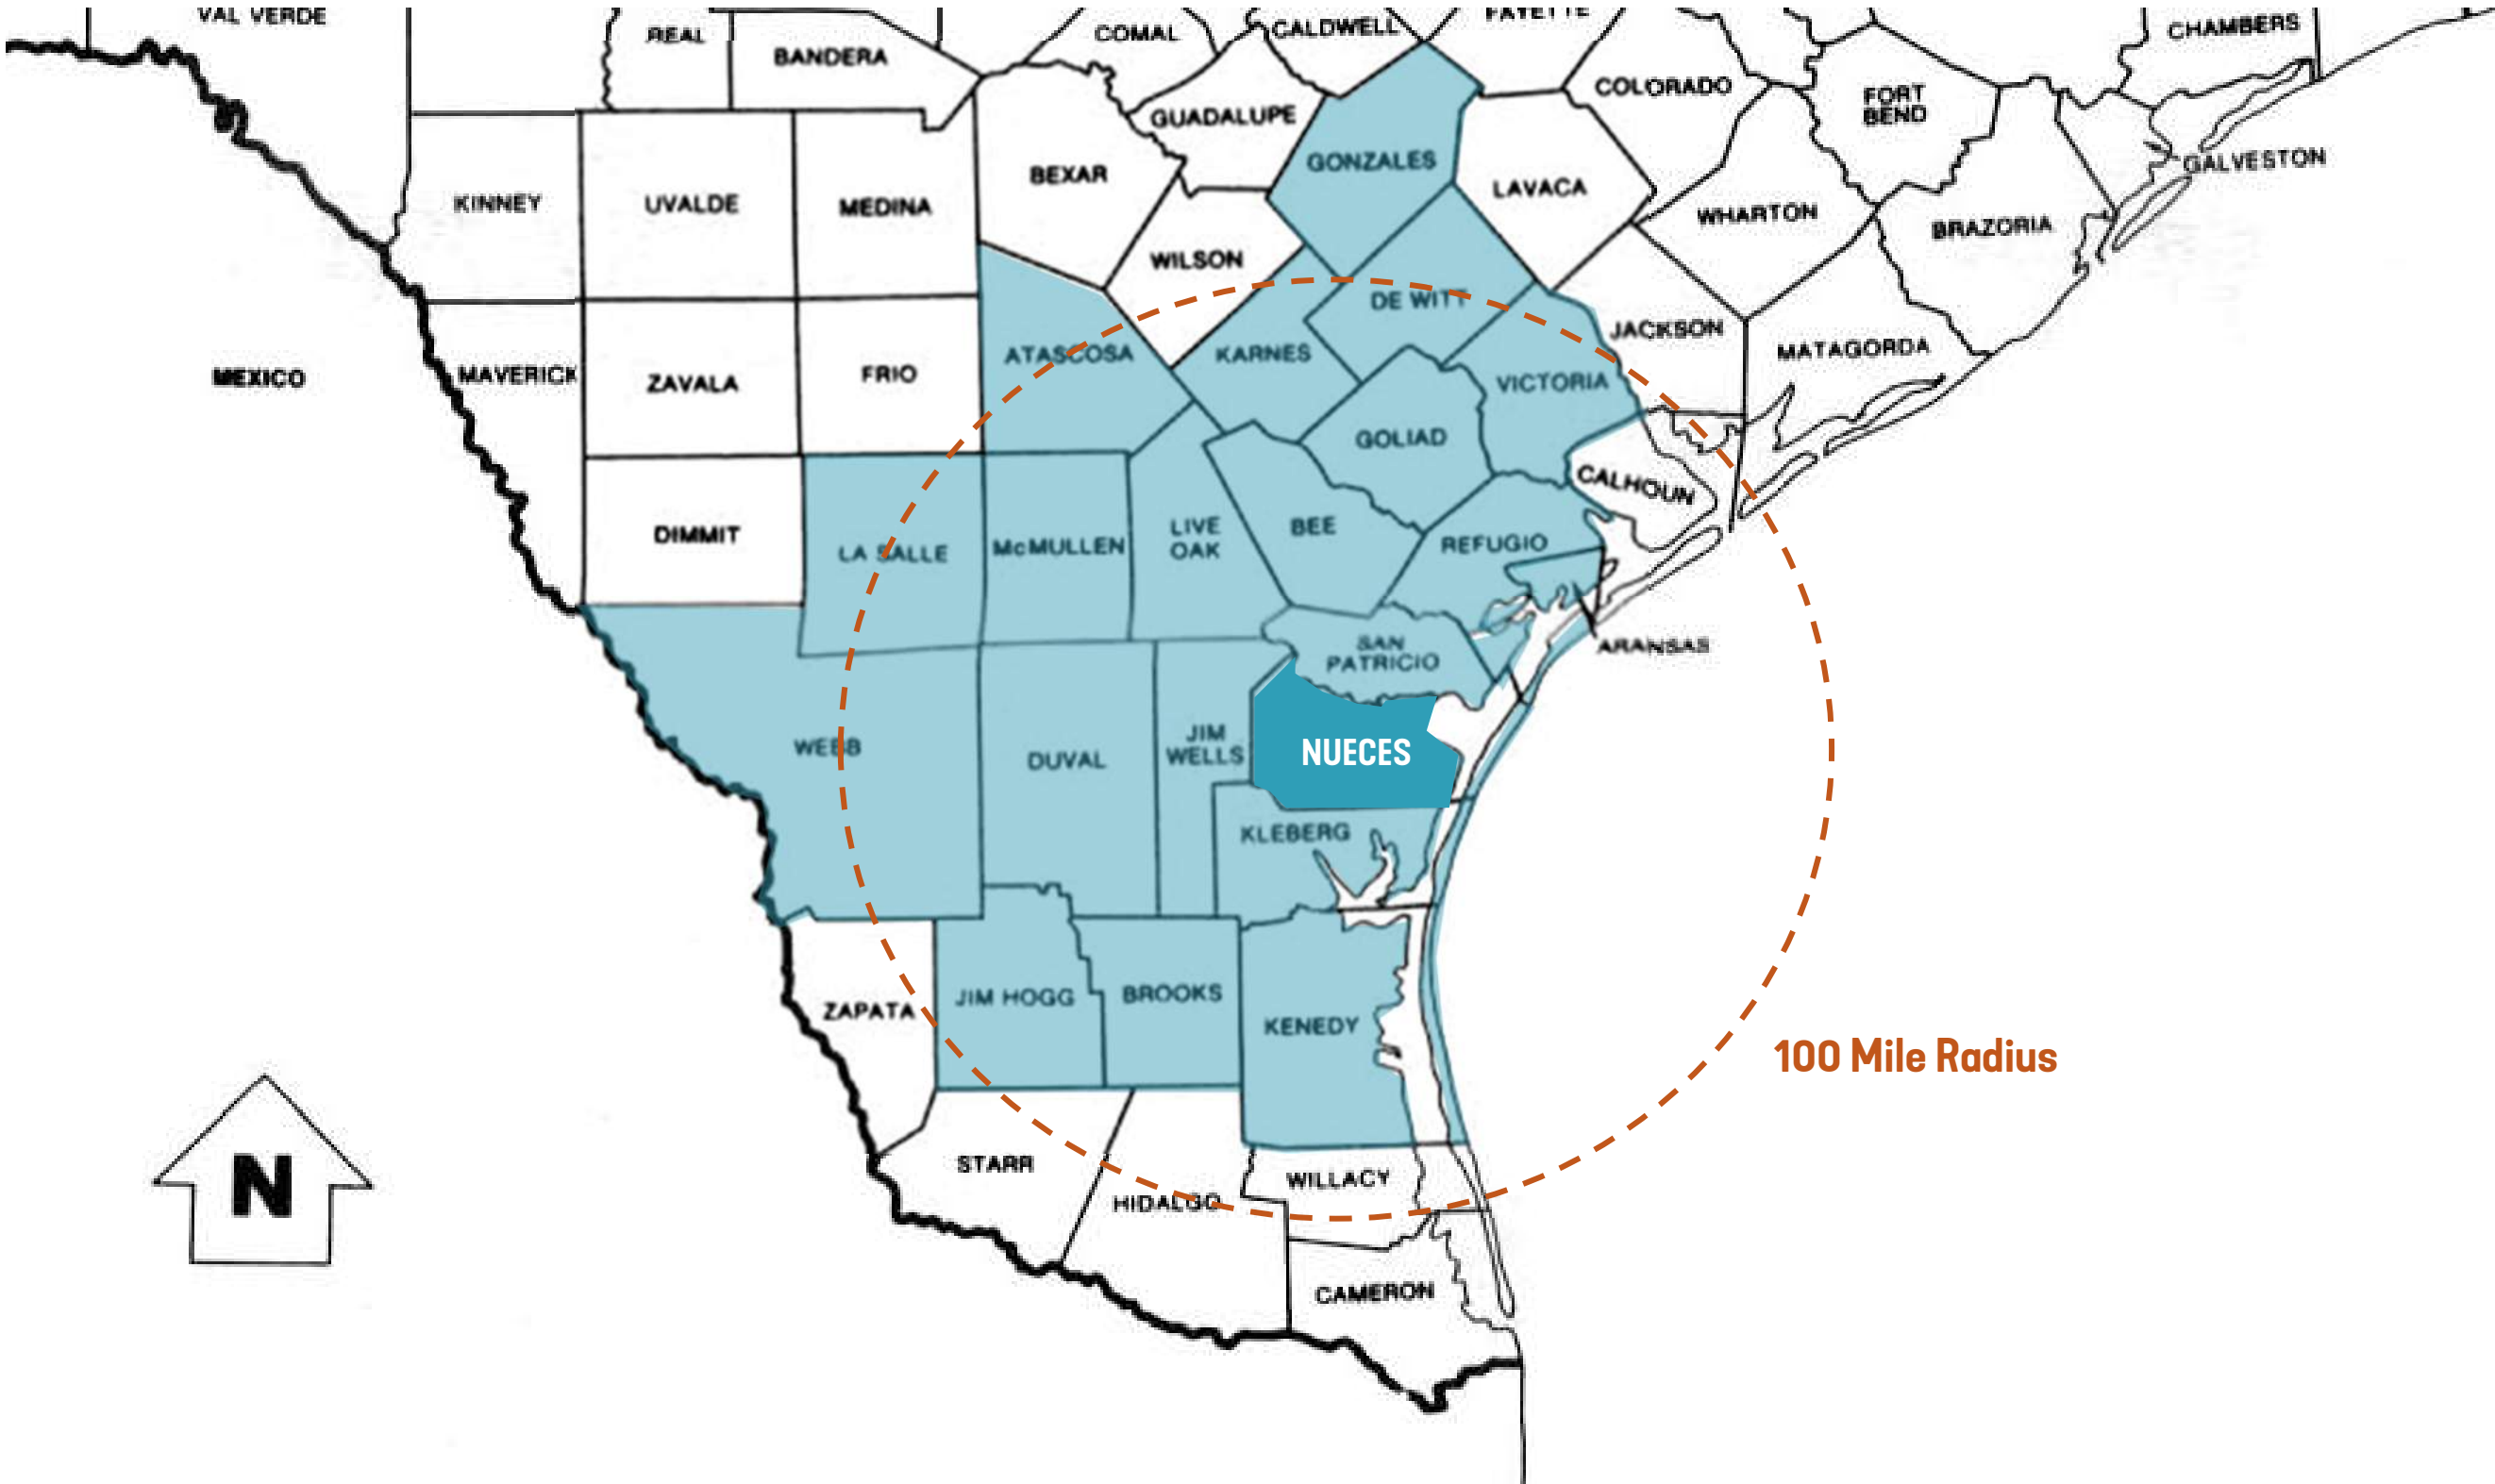 VAL VERDE
REAL
BANDERA
COMAL
CALDWELL
FAYETTE
CHAMBERS
COLORADO
FORT
BEND
GUADALUPE
GONZALES
GALVESTON
BEXAR
LAVACA
KINNEY
UVALDE
MEDINA
WHARTON
BRAZORIA
WILSON
DE WITT
JACKSON
MATAGORDA
ATASCOSA
KARNES
MEXICO
MAVERICK
ZAVALA
FRIO
VICTORIA
GOLIAD
CALHOUN
DIMMIT
LA SALLE
McMULLEN
LIVE
OAK
BEE
REFUGIO
SAN
PATRICIO
ARANSAS
WEBB
DUVAL
JIM
WELLS
NUECES
KLEBERG
ZAPATA
JIM HOGG
BROOKS
KENEDY
100 Mile Radius
N
STARR
HIDALGO
WILLACY
CAMERON